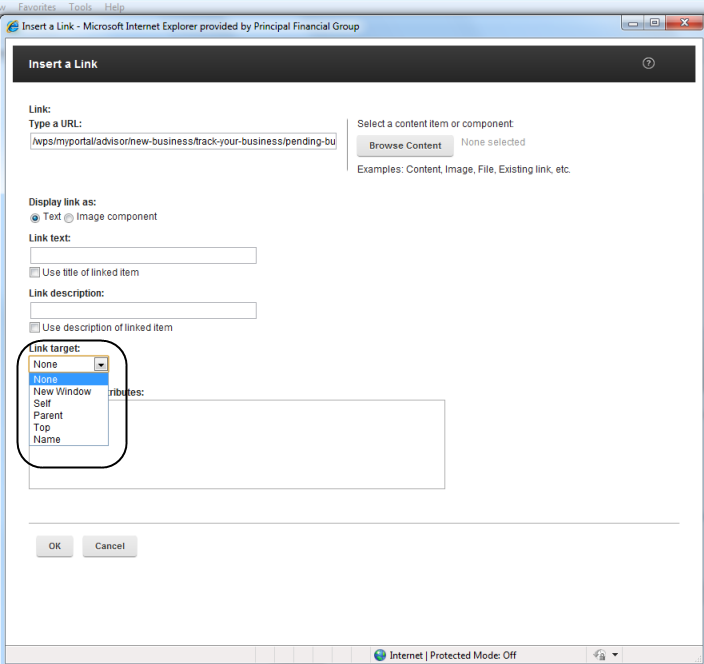 w Favorites Tools Help
Insert a Link - Microsoft Internet Explorer provided by Principal Financial Group
Insert a Link
?
Link:
Type a URL:
/wps/myportal/advisor/new-business/track-your-business/pending-bu
Select a content item or component:
Browse Content None selected
Examples: Content, Image, File, Existing link, etc.
Display link as:
Text Image component
Link text:
Use title of linked item
Link description:
Use description of linked item
Link target:
None
None
New Window
tributes:
Self
Parent
Top
Name
OK Cancel
Internet | Protected Mode: Off